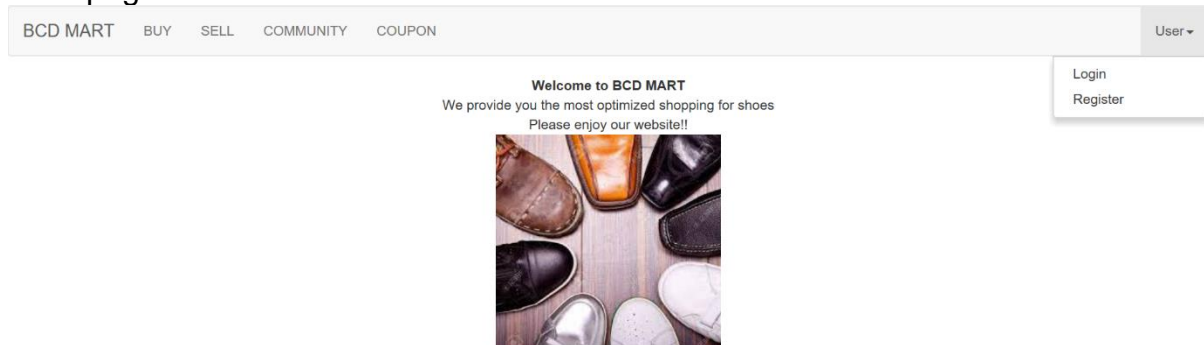 BCD MART BUY SELL COMMUNITY COUPON User
Login
Register
Welcome to BCD MART
We provide you the most optimized shopping for shoes
Please enjoy our website!!